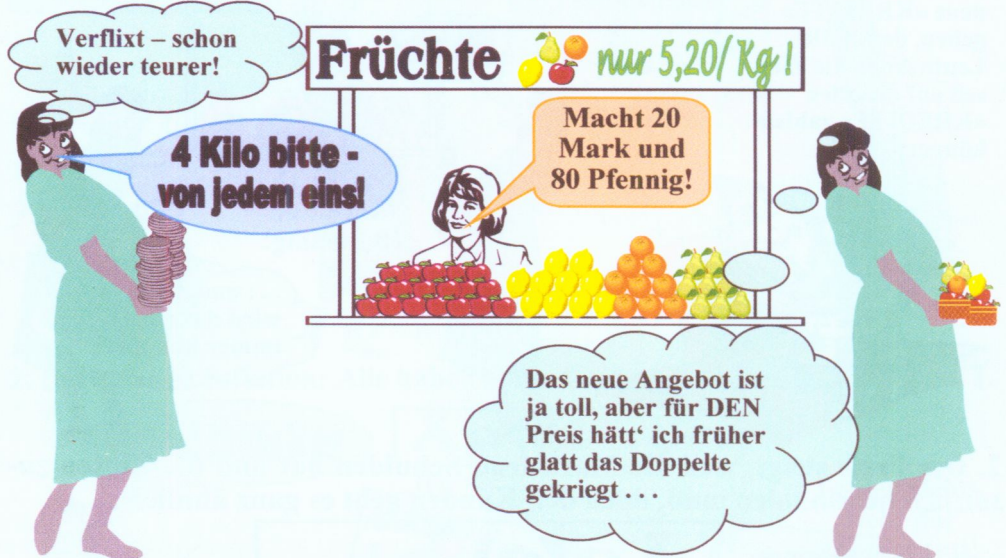 Verflixt – schon
wieder teurer!
Früchte nur 5,20/Kg!
4 Kilo bitte -
von jedem eins!
Macht 20
Mark und
80 Pfennig!
Das neue Angebot ist
ja toll, aber für DEN
Preis hätt‘ ich früher
glatt das Doppelte
gekriegt . . .